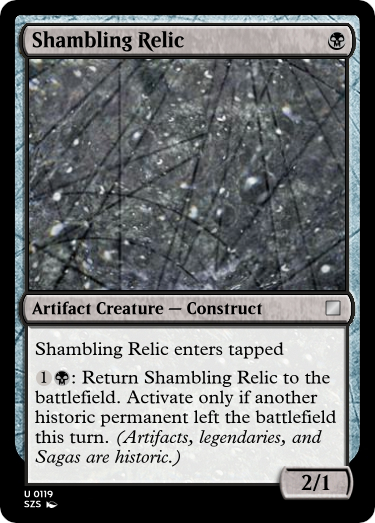 Shambling Relic
Artifact Creature — Construct
Shambling Relic enters tapped
1 : Return Shambling Relic to the
battlefield. Activate only if another
historic permanent left the battlefield
this turn. (Artifacts, legendaries, and
Sagas are historic.)
2/1
U 0119
SZS